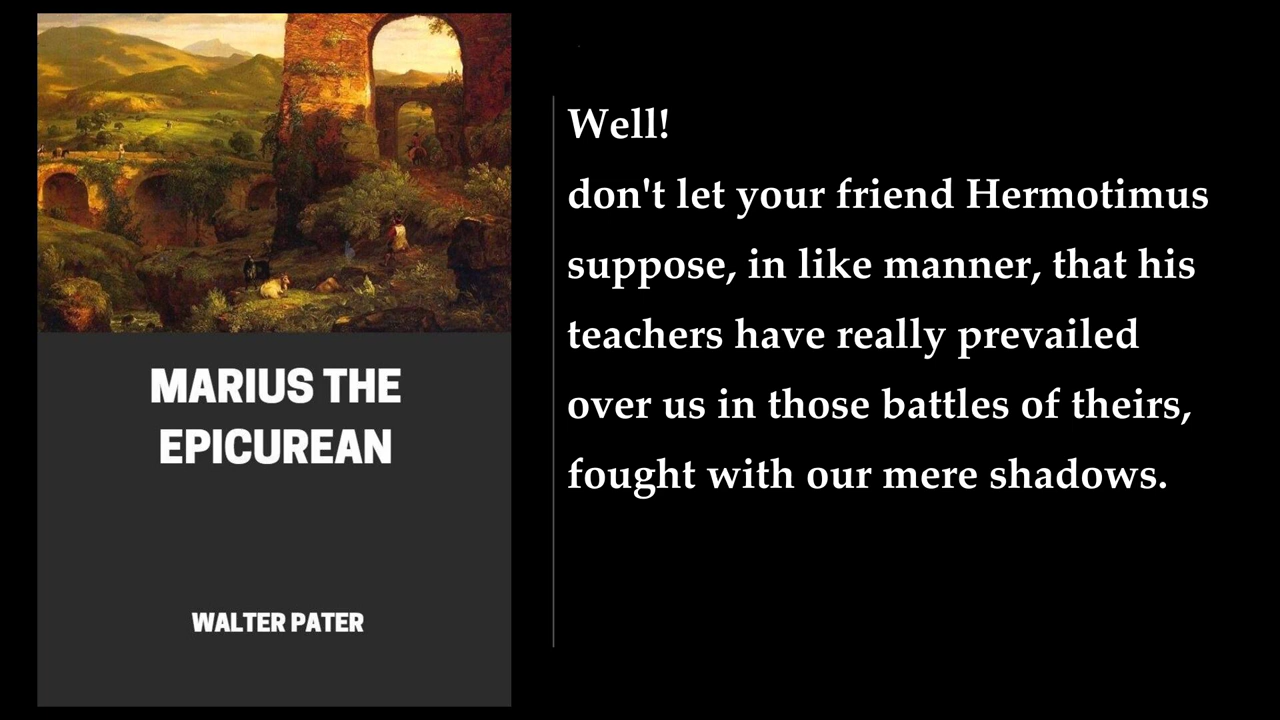 MARIUS THE
EPICUREAN
WALTER PATER
Well!
don't let your friend Hermotimus
suppose, in like manner, that his
teachers have really prevailed
over us in those battles of theirs,
fought with our mere shadows.